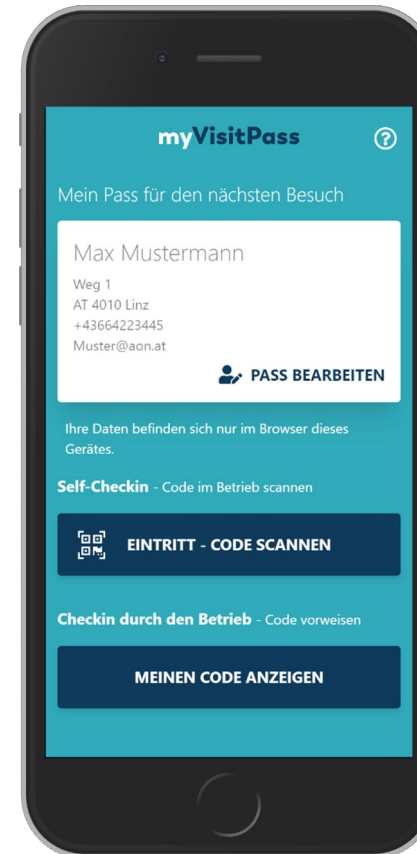 myVisitPass ?
Mein Pass für den nächsten Besuch
Max Mustermann
Weg 1
AT 4010 Linz
+43664223445
Muster@aon.at
PASS BEARBEITEN
Ihre Daten befinden sich nur im Browser dieses
Gerätes.
Self-Checkin - Code im Betrieb scannen
EINTRITT - CODE SCANNEN
Checkin durch den Betrieb - Code vorweisen
MEINEN CODE ANZEIGEN